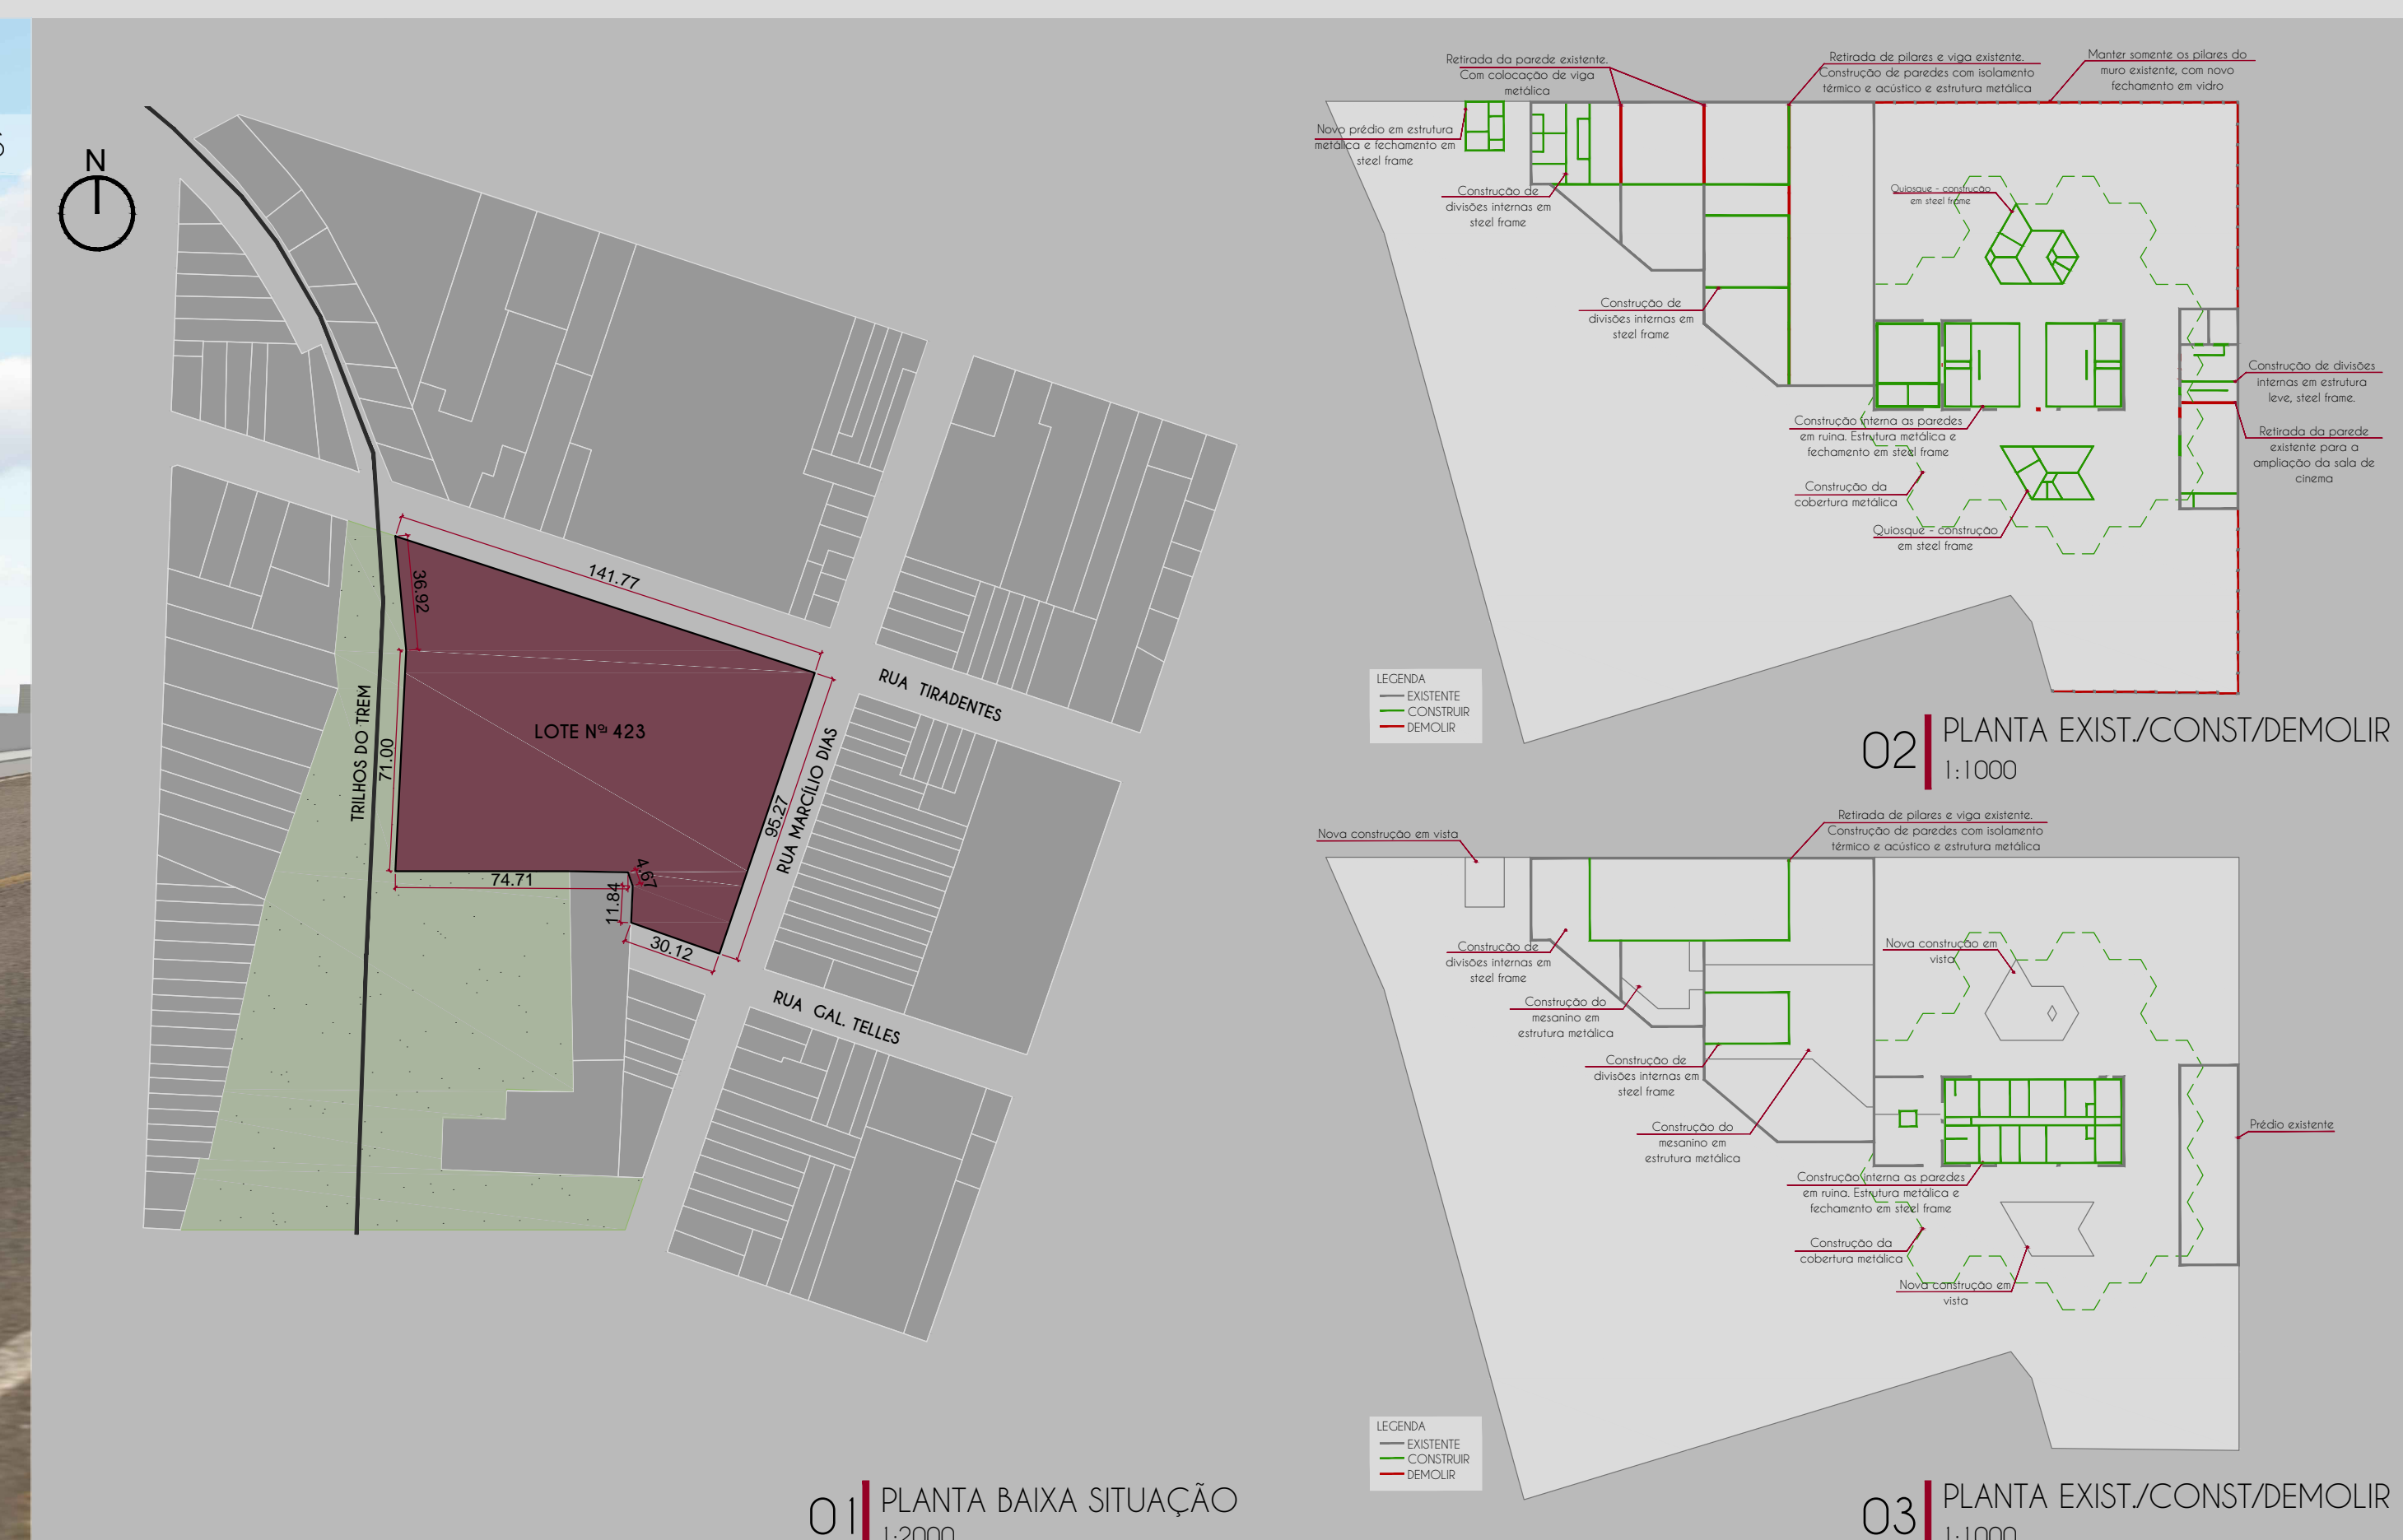 N
141.77
36.92
71.00
TRILHOS DO TREM
LOTE Nº 423
RUA TIRADENTES
RUA MARCÍLIO DIAS
95.27
74.71
4.67
11.84
30.12
RUA GAL. TELLES
01
PLANTA BAIXA SITUAÇÃO
1:2000
Retirada da parede existente.
Com colocação de viga
metálica
Retirada de pilares e viga existente.
Construção de paredes com isolamento
térmico e acústico e estrutura metálica
Manter somente os pilares do
muro existente, com novo
fechamento em vidro
Novo prédio em estrutura
metálica e fechamento em
steel frame
Construção de
divisões internas em
steel frame
Quiosque - construção
em steel frame
Construção de
divisões internas em
steel frame
Construção de divisões
internas em estrutura
leve, steel frame.
Construção interna as paredes
em ruina. Estrutura metálica e
fechamento em steel frame
Retirada da parede
existente para a
ampliação da sala de
cinema
Construção da
cobertura metálica
Quiosque - construção
em steel frame
LEGENDA
EXISTENTE
CONSTRUIR
DEMOLIR
02
PLANTA EXIST./CONST/DEMOLIR
1:1000
Nova construção em vista
Retirada de pilares e viga existente.
Construção de paredes com isolamento
térmico e acústico e estrutura metálica
Construção de
divisões internas em
steel frame
Nova construção em
vista
Construção do
mesanino em
estrutura metálica
Construção de
divisões internas em
steel frame
Construção do
mesanino em
estrutura metálica
Prédio existente
Construção interna as paredes
em ruina. Estrutura metálica e
fechamento em steel frame
Construção da
cobertura metálica
Nova construção em
vista
LEGENDA
EXISTENTE
CONSTRUIR
DEMOLIR
03
PLANTA EXIST./CONST/DEMOLIR
1:1000